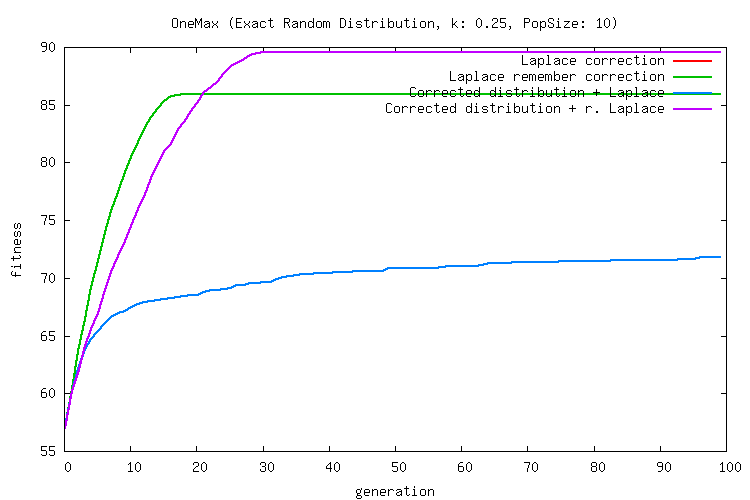 OneMax (Exact Random Distribution, k: 0.25, PopSize: 10)
90
85
80
75
70
65
60
55
fitness
Laplace correction
Laplace remember correction
Corrected distribution + Laplace
Corrected distribution + r. Laplace
0 10 20 30 40 50 60 70 80 90 100
generation